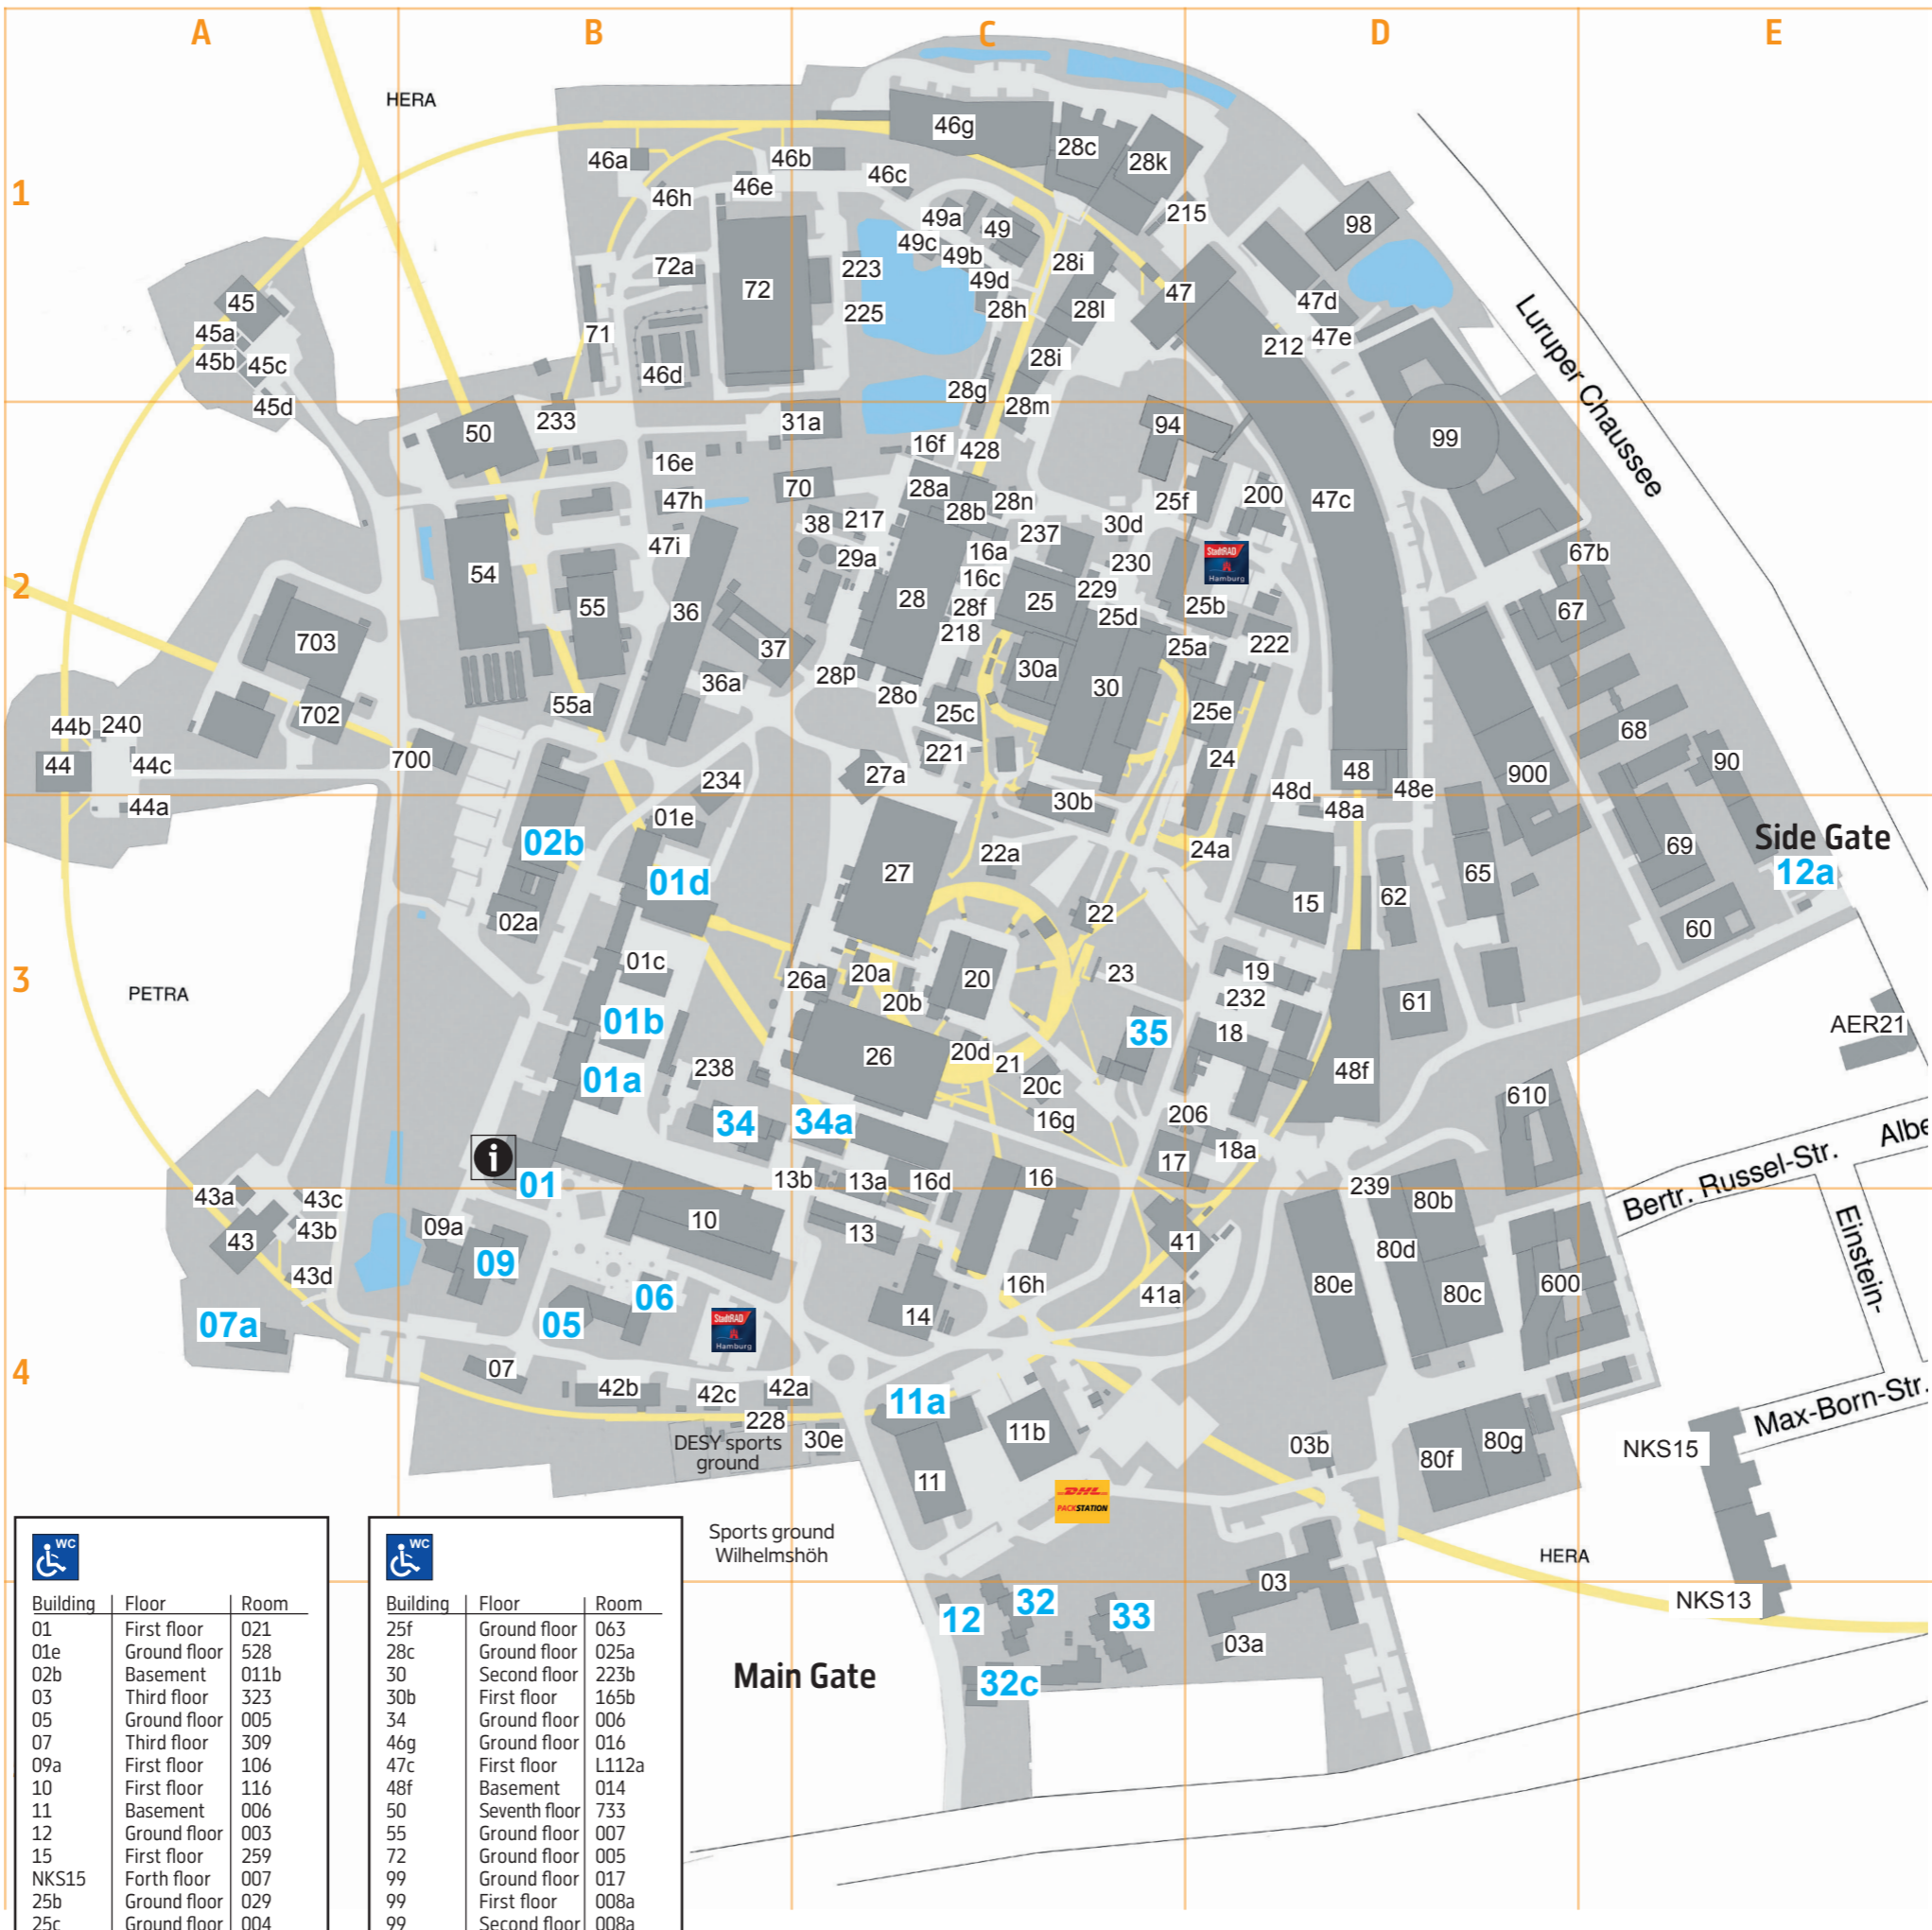 A
B
C
D
E
HERA
46g
28c
46a
46b
28k
46c
1
46e
46h
215
49a
49
98
49c
49b
28i
72a
223
49d
72
47
45
47d
28h
28l
225
Luruper Chaussee
45a
71
47e
212
45b
45c
28i
46d
28g
45d
28m
233
31a
94
50
99
16f
428
16e
70
28a
200
47h
28n
25f
47c
28b
38
217
30d
237
47i
67b
16a
29a
StadtRAD
Hamburg
230
54
16c
2
229
28
25
55
28f
25b
36
67
25d
218
703
222
37
25a
30a
28p
36a
30
28o
55a
25c
25e
702
44b
240
68
221
700
24
44
44c
90
27a
48
900
234
48d
48e
30b
44a
48a
01e
Side Gate
02b
69
24a
22a
12a
27
65
01d
62
15
22
02a
60
01c
26a
20a
20
23
19
3
PETRA
232
20b
61
01b
AER21
35
18
20d
26
21
238
48f
01a
20c
610
206
34
34a
16g
Albe
18a
Bertr. Russel-Str.
17
i
13b
13a
16d
16
01
239
43a
43c
80b
10
09a
43b
13
Einstein-
43
41
80d
09
43d
16h
80e
600
06
41a
80c
07a
05
14
StadtRAD
Hamburg
07
4
42b
42c
42a
11a
Max-Born-Str.
228
11b
DESY sports
ground
30e
03b
80g
NKS15
80f
11
DHL
PACKSTATION
Sports ground
Wilhelmshöh
HERA
03
32
NKS13
12
33
03a
Main Gate
32c
WC
Building Floor Room
01 First floor 021
01e Ground floor 528
02b Basement 011b
03 Third floor 323
05 Ground floor 005
07 Third floor 309
09a First floor 106
10 First floor 116
11 Basement 006
12 Ground floor 003
15 First floor 259
NKS15 Forth floor 007
25b Ground floor 029
25c Ground floor 004
WC
Building Floor Room
25f Ground floor 063
28c Ground floor 025a
30 Second floor 223b
30b First floor 165b
34 Ground floor 006
46g Ground floor 016
47c First floor L112a
48f Basement 014
50 Seventh floor 733
55 Ground floor 007
72 Ground floor 005
99 Ground floor 017
99 First floor 008a
99 Second floor 008a